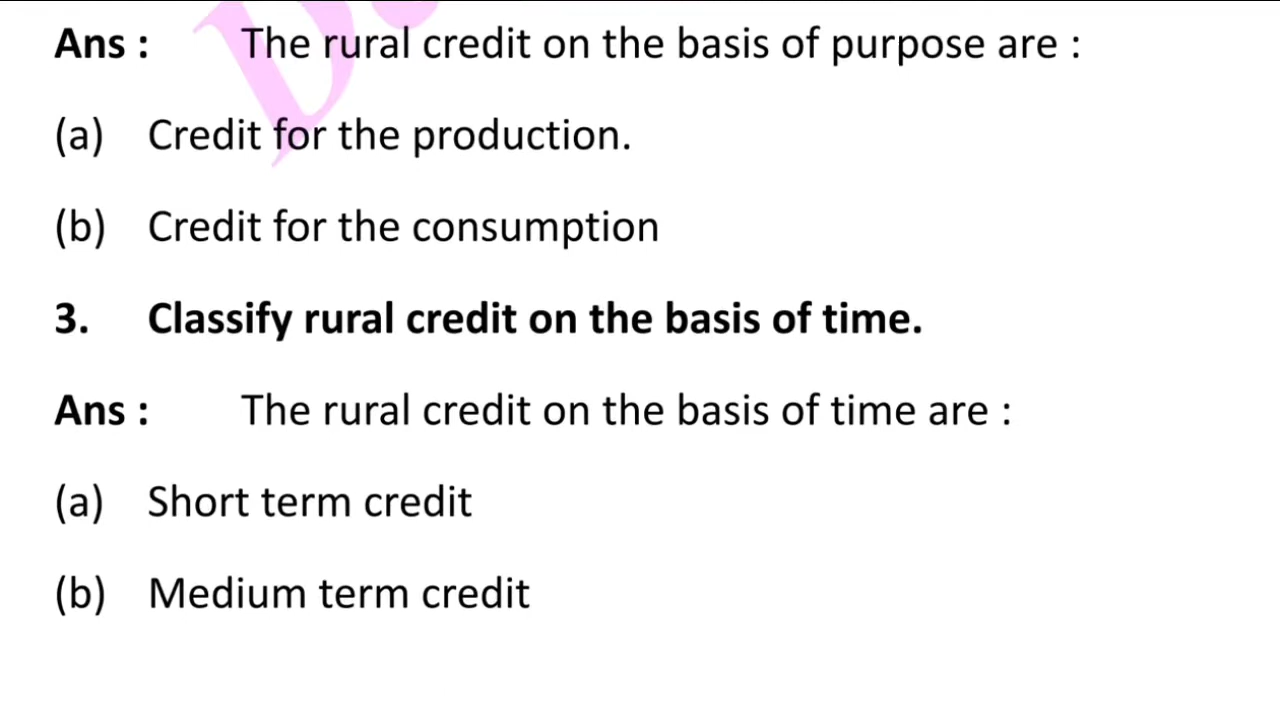 Ans : The rural credit on the basis of purpose are :
(a) Credit for the production.
(b) Credit for the consumption
3. Classify rural credit on the basis of time.
Ans : The rural credit on the basis of time are :
(a) Short term credit
(b) Medium term credit